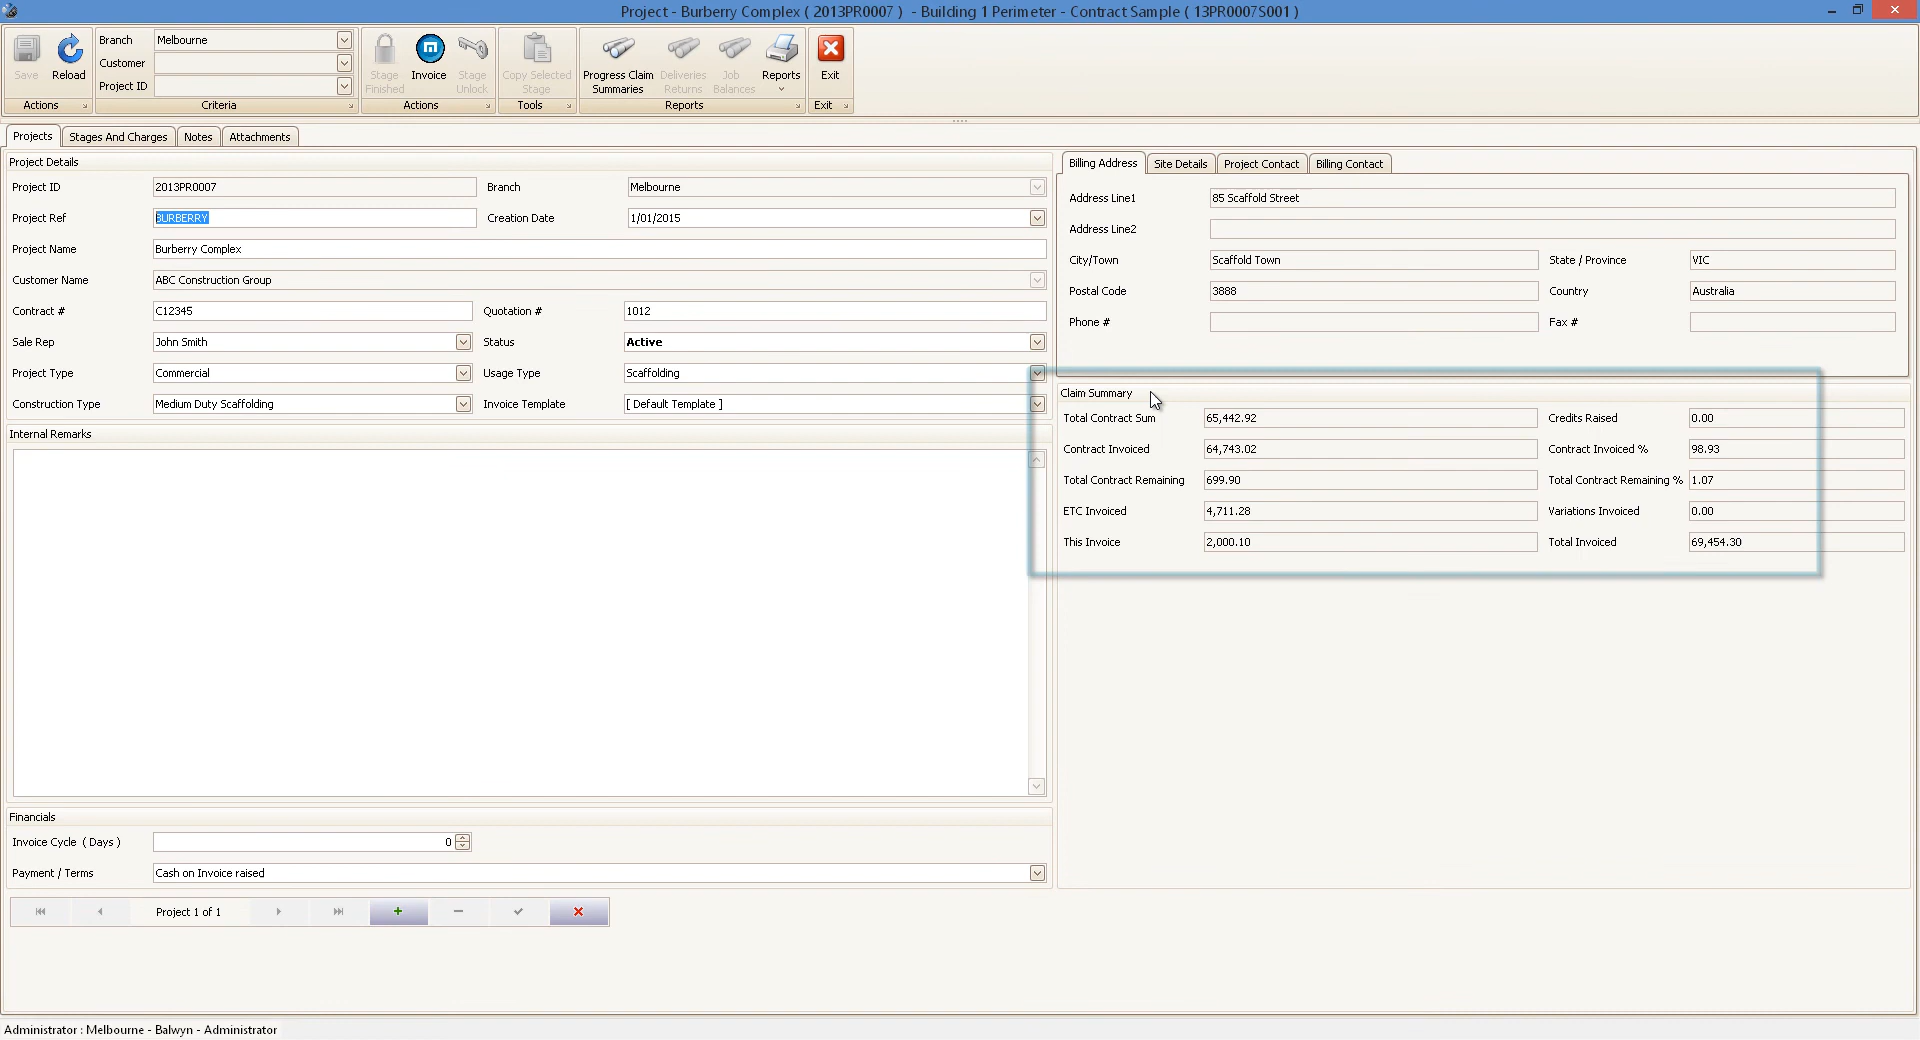 Project - Burberry Complex ( 2013PR0007 )  - Building 1 Perimeter - Contract Sample ( 13PR0007S001 )
Save
Reload
Actions
Branch Melbourne
Customer
Project ID
Criteria
Stage Finished
Invoice
Stage Unlock
Actions
Copy Selected Stage
Tools
Progress Claim Summaries
Deliveries Returns
Job Balances
Reports
Reports
Exit
Exit
Projects Stages And Charges Notes Attachments
Project Details
Project ID 2013PR0007 Branch Melbourne
Project Ref BURBERRY Creation Date 1/01/2015
Project Name Burberry Complex
Customer Name ABC Construction Group
Contract # C12345 Quotation # 1012
Sale Rep John Smith Status Active
Project Type Commercial Usage Type Scaffolding
Construction Type Medium Duty Scaffolding Invoice Template [ Default Template ]
Internal Remarks
Financials
Invoice Cycle ( Days ) 0
Payment / Terms Cash on Invoice raised
Project 1 of 1
Billing Address Site Details Project Contact Billing Contact
Address Line1 85 Scaffold Street
Address Line2
City/Town Scaffold Town State / Province VIC
Postal Code 3888 Country Australia
Phone # Fax #
Claim Summary
Total Contract Sum 65,442.92 Credits Raised 0.00
Contract Invoiced 64,743.02 Contract Invoiced % 98.93
Total Contract Remaining 699.90 Total Contract Remaining % 1.07
ETC Invoiced 4,711.28 Variations Invoiced 0.00
This Invoice 2,000.10 Total Invoiced 69,454.30
Administrator : Melbourne - Balwyn - Administrator